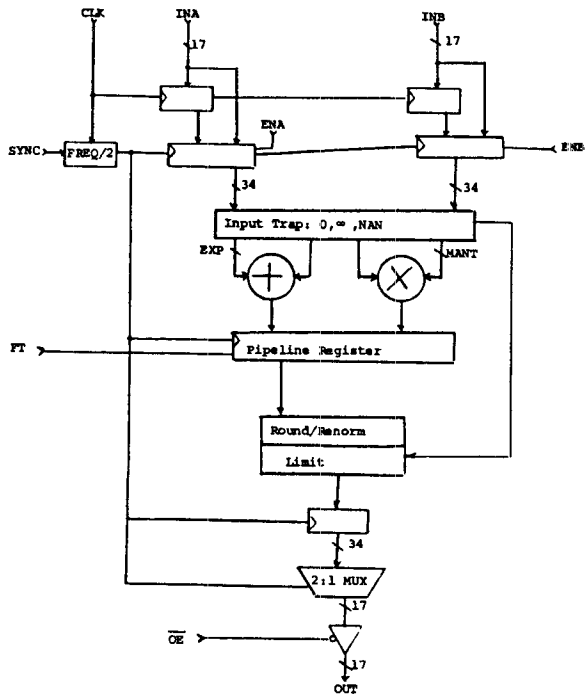 CLK INA INB
17 17
ENA
SYNC FREQ/2 ENB
34 34
Input Trap: 0,∞,NAN
EXP MANT
+ X
FT Pipeline Register
Round/Renorm
Limit
34
2:1 MUX
17
OE
17
OUT